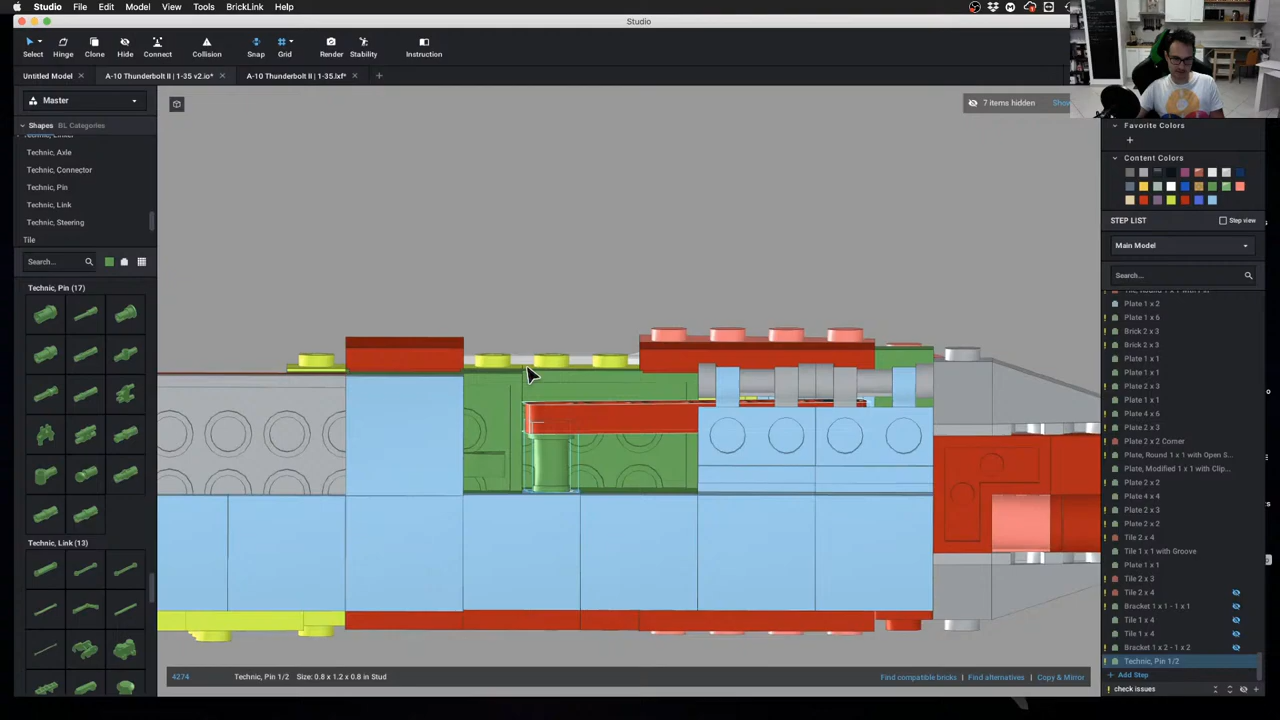 Studio File Edit Model View Tools BrickLink Help
Studio
Select Hinge Clone Hide Connect Collision Snap Grid Render Stability Instruction
Untitled Model A-10 Thunderbolt II | 1-35 v2.io* A-10 Thunderbolt II | 1-35.lxf*
Master
7 items hidden
Shapes BL Categories
Favorite Colors
Technic, Axle
Content Colors
Technic, Connector
Technic, Pin
Technic, Link
Technic, Steering
STEP LIST Step view
Tile
Main Model
Search...
Search...
Technic, Pin (17)
Plate 1 x 2
Plate 1 x 6
Brick 2 x 3
Brick 2 x 3
Plate 1 x 1
Plate 1 x 1
Plate 2 x 3
Plate 1 x 1
Plate 4 x 6
Plate 2 x 3
Plate 2 x 2 Corner
Plate, Round 1 x 1 with Open S...
Plate, Modified 1 x 1 with Clip...
Plate 2 x 2
Plate 4 x 4
Plate 2 x 3
Plate 2 x 2
Tile 2 x 4
Technic, Link (13)
Tile 1 x 1 with Groove
Plate 1 x 1
Tile 2 x 3
Tile 2 x 4
Bracket 1 x 1 - 1 x 1
Tile 1 x 4
Tile 1 x 4
Bracket 1 x 2 - 1 x 2
Technic, Pin 1/2
Add Step
4274 Technic, Pin 1/2 Size: 0.8 x 1.2 x 0.8 in Stud Find compatible bricks Find alternatives Copy & Mirror
check issues